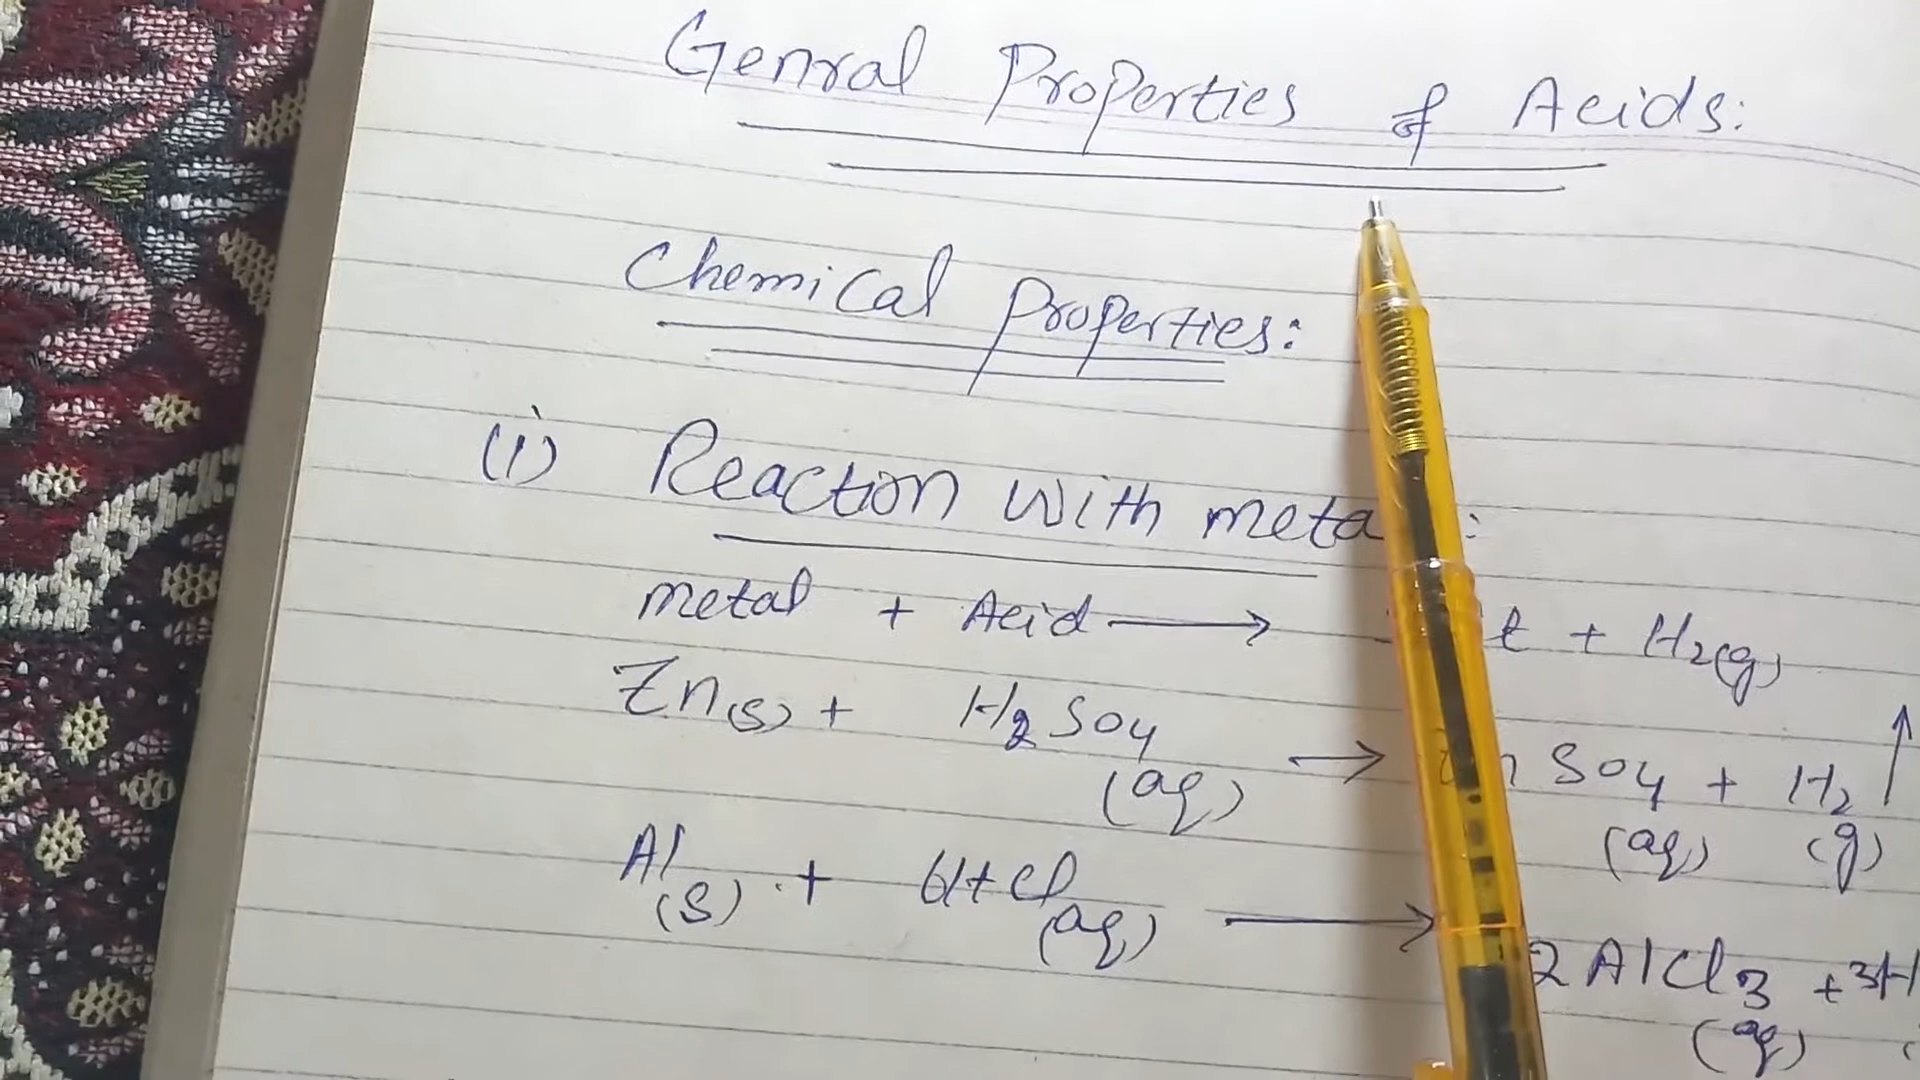 Genral Properties of Acids:
Chemical Properties:
(i) Reaction with meta :
metal + Acid → t + H2(g)
Zn(s) + H2SO4 (aq) → n SO4 (aq) + H2 (g) ↑
Al (s) + 6HCl (aq) → 2AlCl3 (aq) + 3H